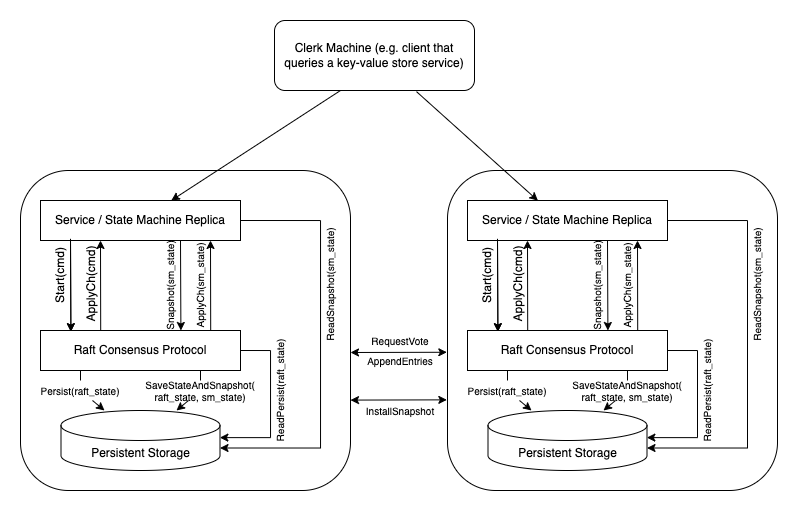 Clerk Machine (e.g. client that
queries a key-value store service)
Service / State Machine Replica
Start(cmd)
ApplyCh(cmd)
Snapshot(sm_state)
ApplyCh(sm_state)
ReadSnapshot(sm_state)
Raft Consensus Protocol
Persist(raft_state)
SaveStateAndSnapshot(
raft_state, sm_state)
ReadPersist(raft_state)
Persistent Storage
RequestVote
AppendEntries
InstallSnapshot
Service / State Machine Replica
Start(cmd)
ApplyCh(cmd)
Snapshot(sm_state)
ApplyCh(sm_state)
ReadSnapshot(sm_state)
Raft Consensus Protocol
Persist(raft_state)
SaveStateAndSnapshot(
raft_state, sm_state)
ReadPersist(raft_state)
Persistent Storage